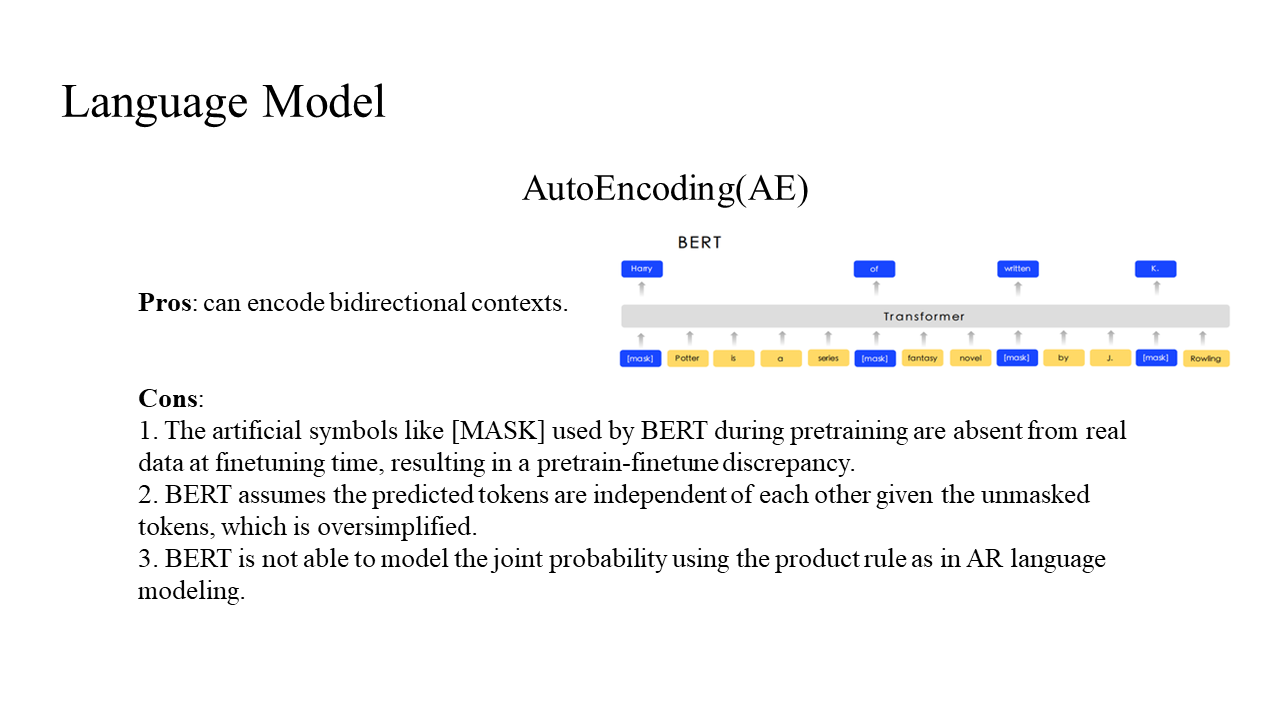 Language Model
AutoEncoding(AE)
BERT
Harry of written K.
Transformer
[mask] Potter is a series [mask] fantasy novel [mask] by J. [mask] Rowling
Pros: can encode bidirectional contexts.
Cons:
1. The artificial symbols like [MASK] used by BERT during pretraining are absent from real
data at finetuning time, resulting in a pretrain-finetune discrepancy.
2. BERT assumes the predicted tokens are independent of each other given the unmasked
tokens, which is oversimplified.
3. BERT is not able to model the joint probability using the product rule as in AR language
modeling.